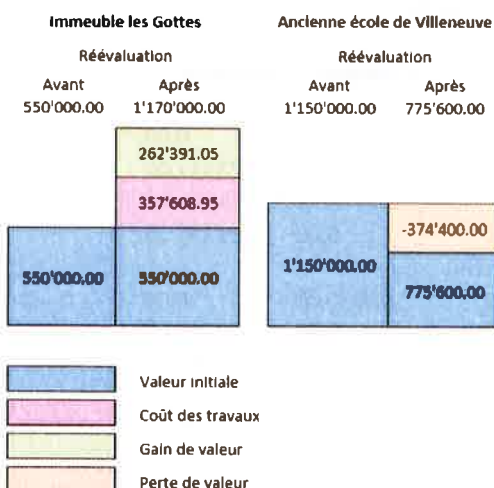 Immeuble les Gottes
Réévaluation
Avant Après
550'000.00 1'170'000.00
262'391.05
357'608.95
550'000.00 550'000.00
Ancienne école de Villeneuve
Réévaluation
Avant Après
1'150'000.00 775'600.00
-374'400.00
1'150'000.00
775'600.00
Valeur initiale
Coût des travaux
Gain de valeur
Perte de valeur